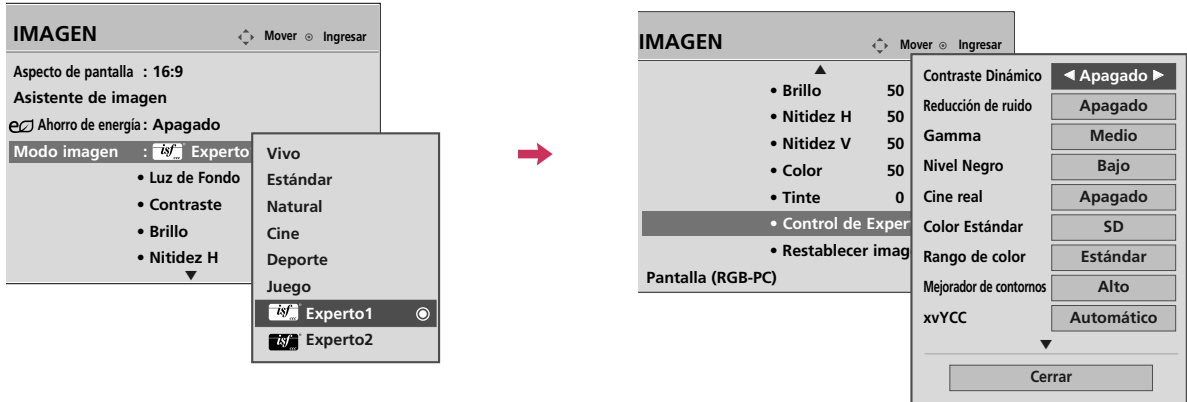 IMAGEN
Mover Ingresar
Aspecto de pantalla : 16:9
Asistente de imagen
Ahorro de energía : Apagado
Modo imagen : isf Experto
• Luz de Fondo
• Contraste
• Brillo
• Nitidez H
Vivo
Estándar
Natural
Cine
Deporte
Juego
isf Experto1
isf Experto2
IMAGEN
Mover Ingresar
• Brillo 50
• Nitidez H 50
• Nitidez V 50
• Color 50
• Tinte 0
• Control de Exper
• Restablecer imag
Pantalla (RGB-PC)
Contraste Dinámico Apagado
Reducción de ruido Apagado
Gamma Medio
Nivel Negro Bajo
Cine real Apagado
Color Estándar SD
Rango de color Estándar
Mejorador de contornos Alto
xvYCC Automático
Cerrar